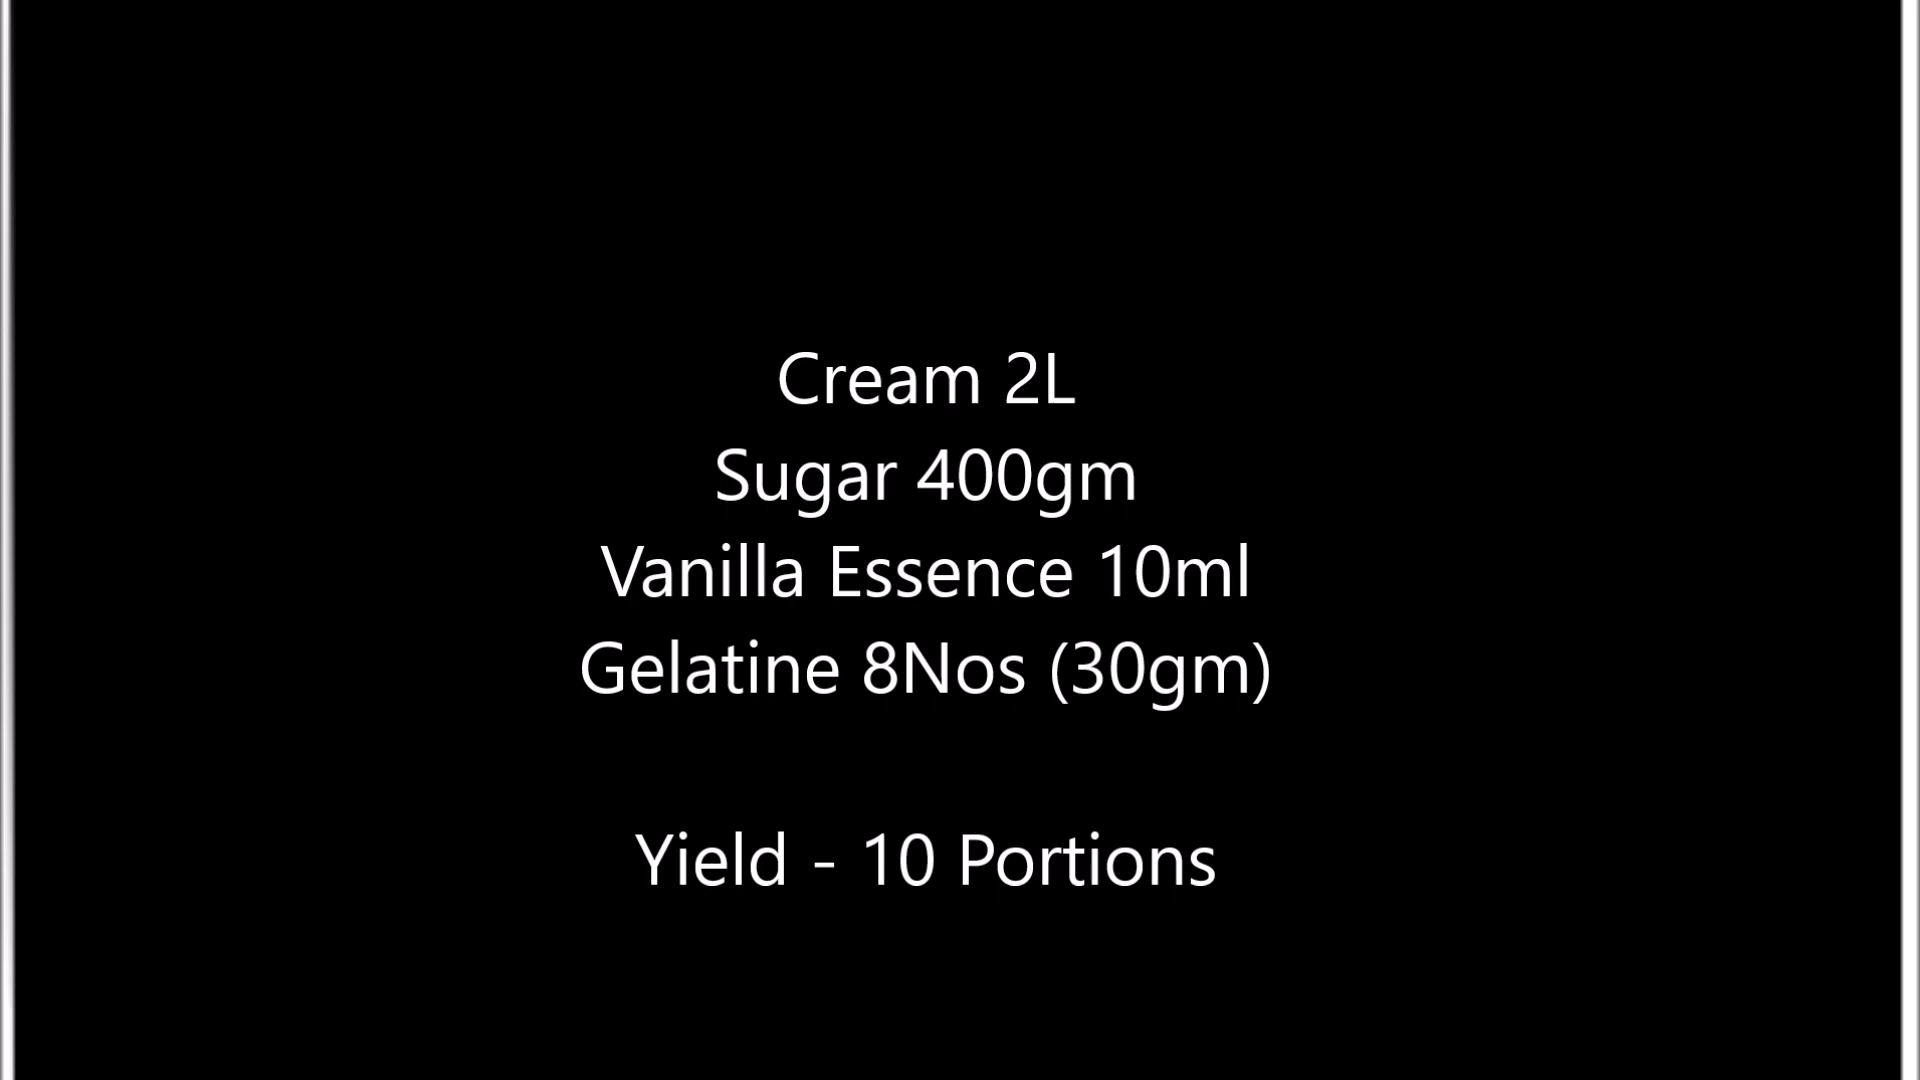 Cream 2L
Sugar 400gm
Vanilla Essence 10ml
Gelatine 8Nos (30gm)
Yield - 10 Portions